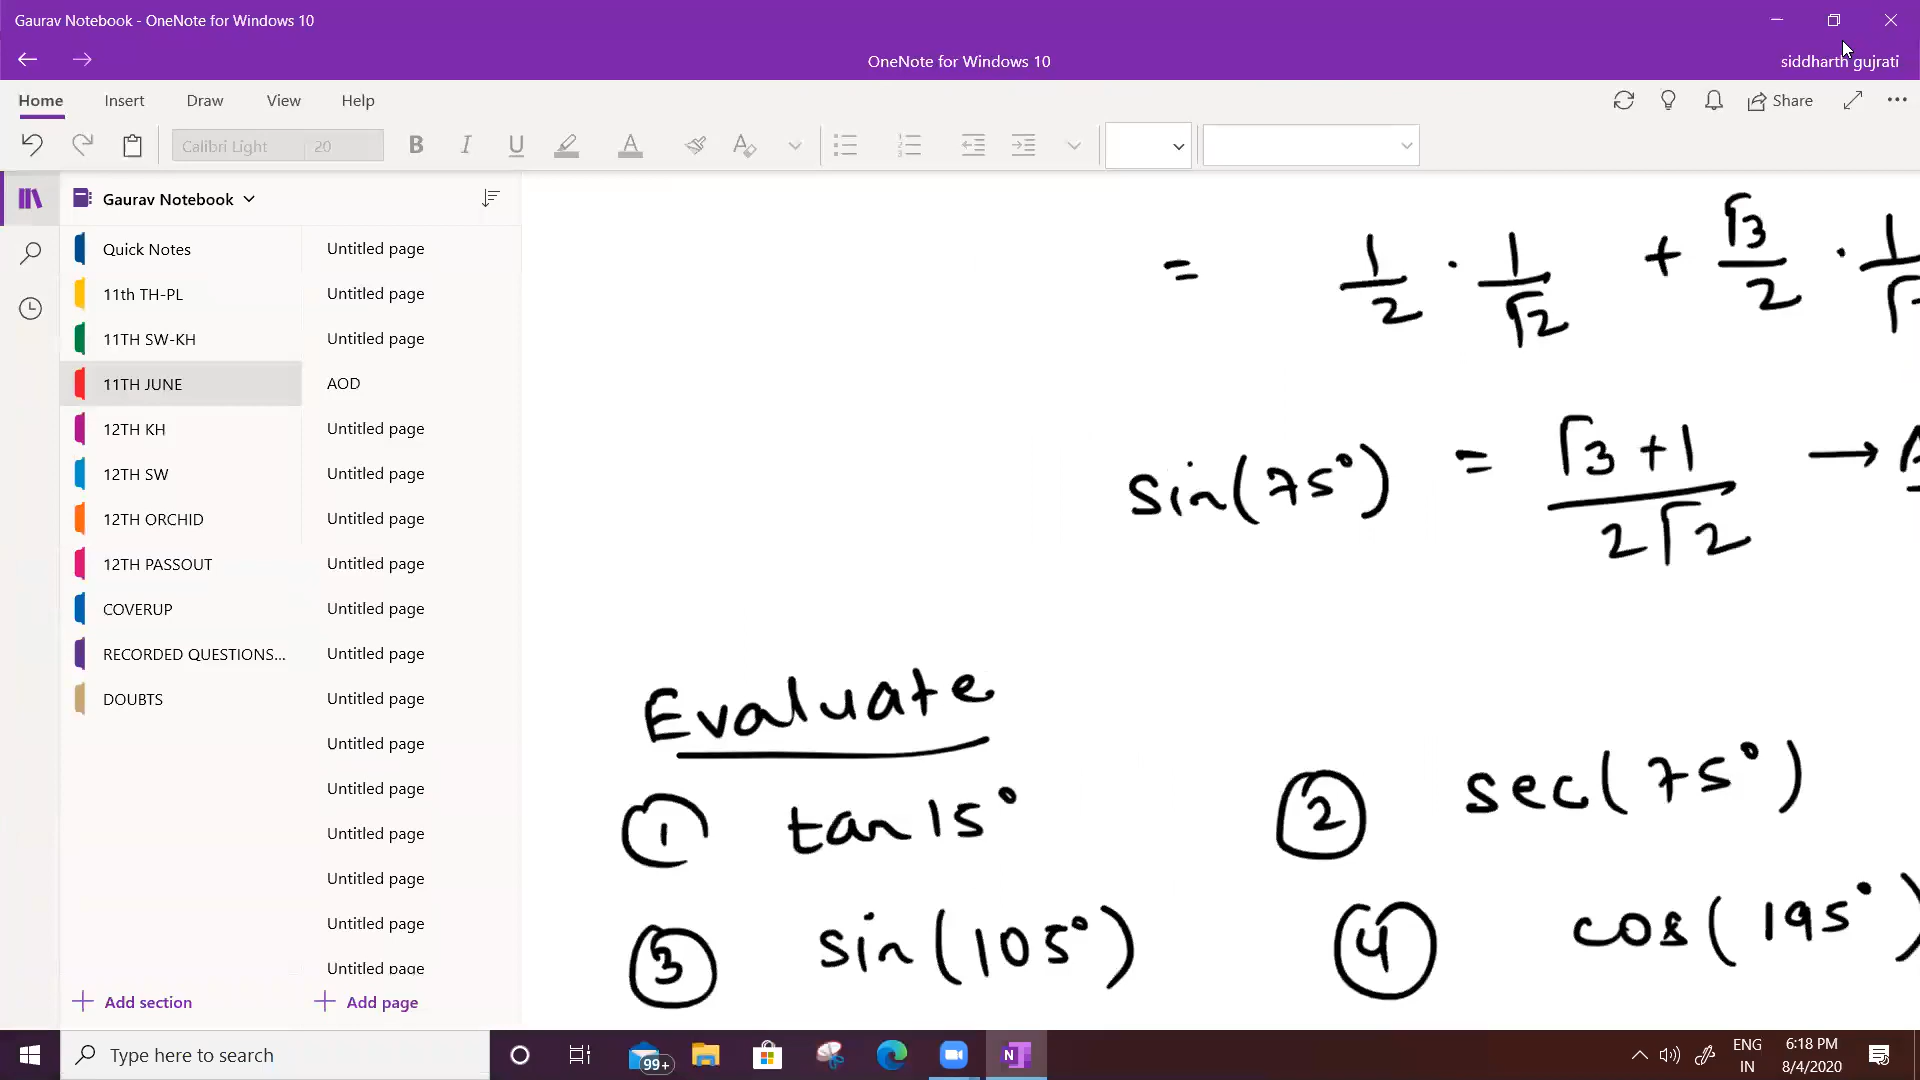 Gaurav Notebook - OneNote for Windows 10
OneNote for Windows 10
siddharth gujrati
Home Insert Draw View Help
Share
Calibri Light 20
B I U A A
Gaurav Notebook
Quick Notes
11th TH-PL
11TH SW-KH
11TH JUNE
12TH KH
12TH SW
12TH ORCHID
12TH PASSOUT
COVERUP
RECORDED QUESTIONS...
DOUBTS
Add section
Untitled page
Untitled page
Untitled page
AOD
Untitled page
Untitled page
Untitled page
Untitled page
Untitled page
Untitled page
Untitled page
Untitled page
Untitled page
Untitled page
Untitled page
Untitled page
Untitled page
Add page
= 1/2 · 1/√2 + √3/2 · 1/√
sin(75°) = √3+1/2√2 →
Evaluate
① tan 15° ② sec(75°)
③ sin(105°) ④ cos(195°)
Type here to search
99+
N
ENG
IN
6:18 PM
8/4/2020